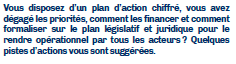 Vous disposez d'un plan d'action chiffré, vous avez
dégagé les priorités, comment les financer et comment
formaliser sur le plan législatif et juridique pour le
rendre opérationnel par tous les acteurs ? Quelques
pistes d'actions vous sont suggérées.